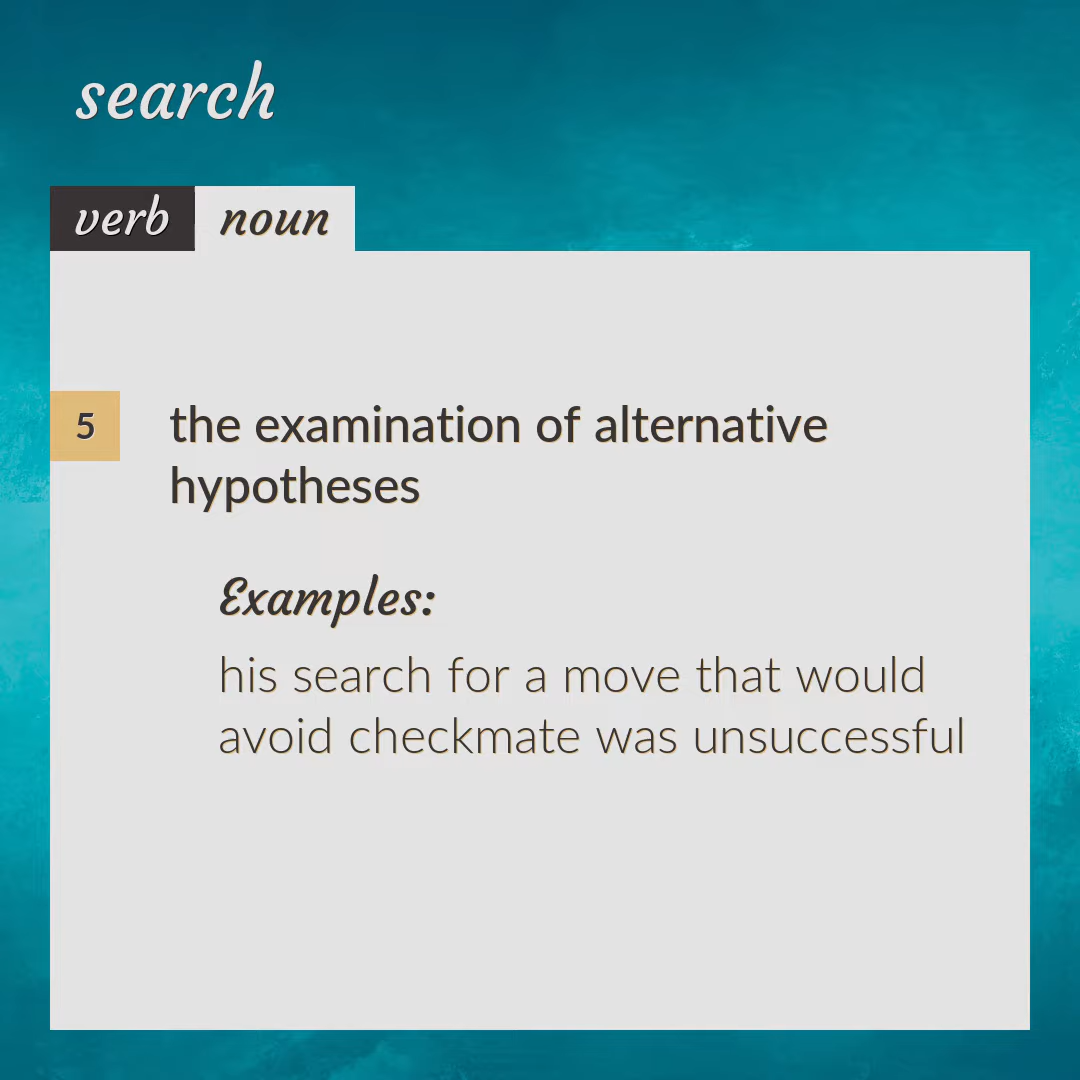 search
verb noun
5 the examination of alternative
hypotheses
Examples:
his search for a move that would
avoid checkmate was unsuccessful